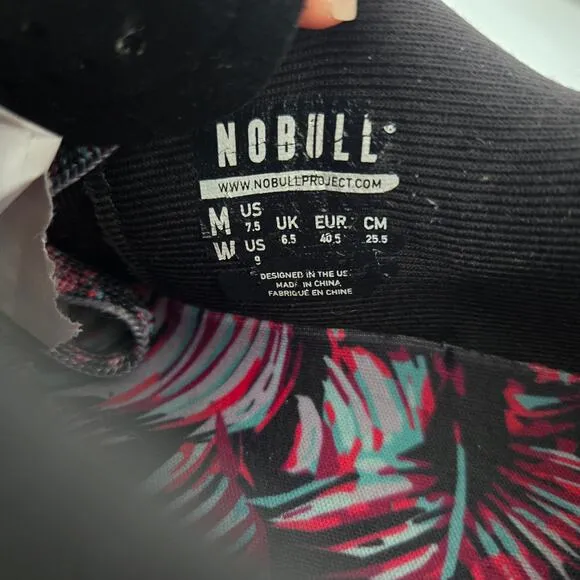 NOBULL®
WWW.NOBULLPROJECT.COM
M US 7.5 UK 6.5 EUR 40.5 CM 25.5
W US 9
DESIGNED IN THE US
MADE IN CHINA
FABRIQUÉ EN CHINE